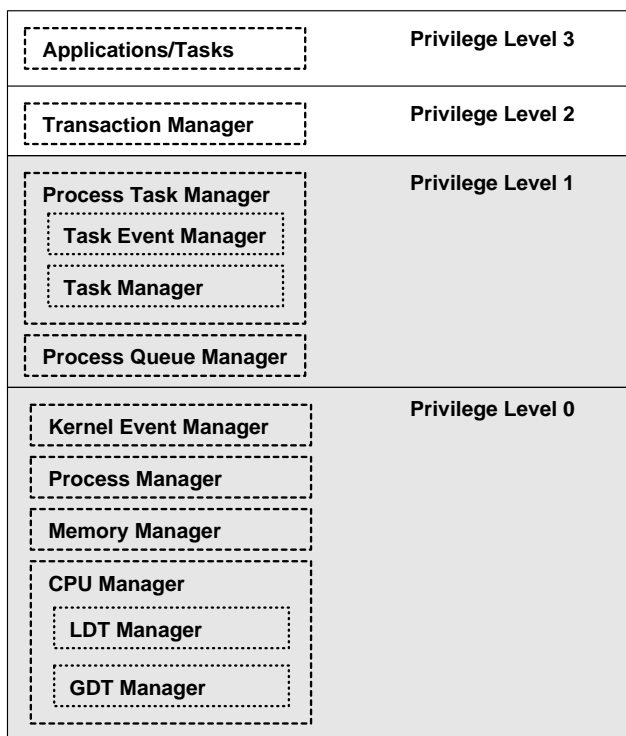 Applications/Tasks
Privilege Level 3
Transaction Manager
Privilege Level 2
Process Task Manager
Privilege Level 1
Task Event Manager
Task Manager
Process Queue Manager
Kernel Event Manager
Privilege Level 0
Process Manager
Memory Manager
CPU Manager
LDT Manager
GDT Manager